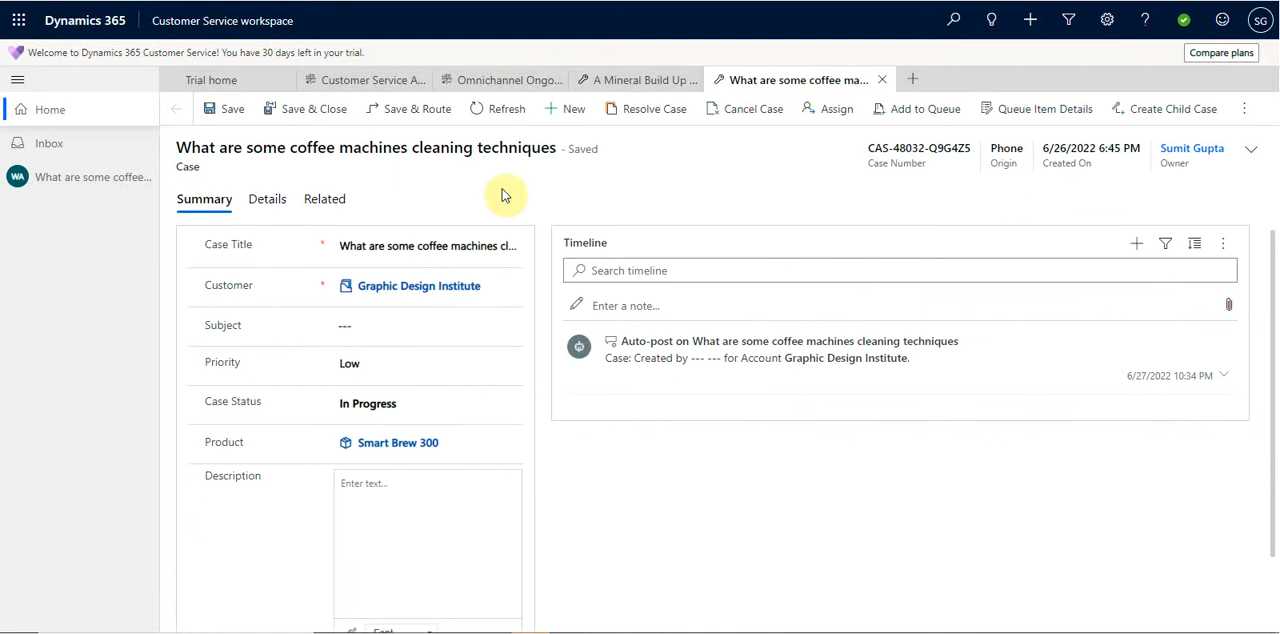 Dynamics 365 Customer Service workspace SG
Welcome to Dynamics 365 Customer Service! You have 30 days left in your trial. Compare plans
Trial home Customer Service A... Omnichannel Ongo... A Mineral Build Up ... What are some coffee ma...
Home
Save Save & Close Save & Route Refresh New Resolve Case Cancel Case Assign Add to Queue Queue Item Details Create Child Case
Inbox
WA What are some coffee...
What are some coffee machines cleaning techniques - Saved
Case
CAS-48032-Q9G4Z5 Phone 6/26/2022 6:45 PM Sumit Gupta
Case Number Origin Created On Owner
Summary Details Related
Case Title * What are some coffee machines cl...
Customer * Graphic Design Institute
Subject ---
Priority Low
Case Status In Progress
Product Smart Brew 300
Description Enter text...
Timeline
Search timeline
Enter a note...
Auto-post on What are some coffee machines cleaning techniques
Case: Created by --- --- for Account Graphic Design Institute.
6/27/2022 10:34 PM